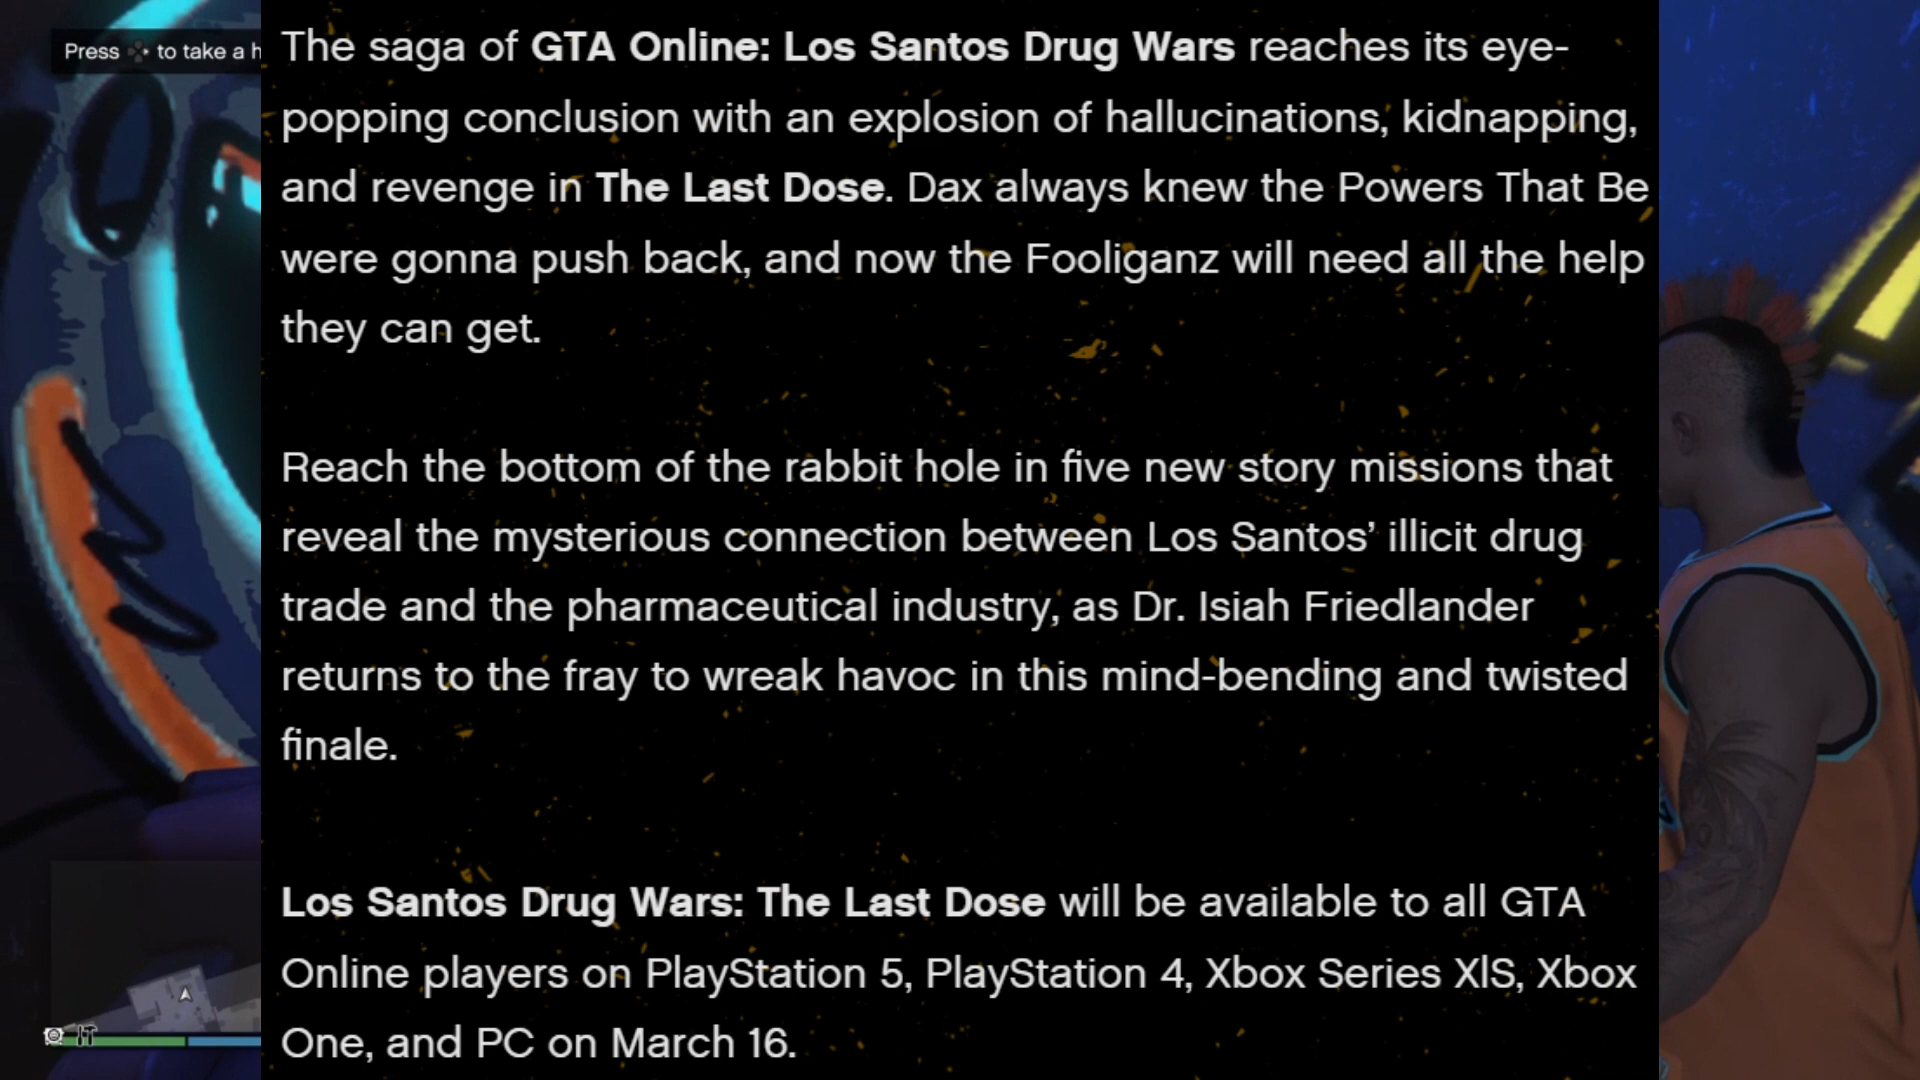 Press to take a h
The saga of GTA Online: Los Santos Drug Wars reaches its eye-
popping conclusion with an explosion of hallucinations, kidnapping,
and revenge in The Last Dose. Dax always knew the Powers That Be
were gonna push back, and now the Fooliganz will need all the help
they can get.
Reach the bottom of the rabbit hole in five new story missions that
reveal the mysterious connection between Los Santos’ illicit drug
trade and the pharmaceutical industry, as Dr. Isiah Friedlander
returns to the fray to wreak havoc in this mind-bending and twisted
finale.
Los Santos Drug Wars: The Last Dose will be available to all GTA
Online players on PlayStation 5, PlayStation 4, Xbox Series XlS, Xbox
One, and PC on March 16.